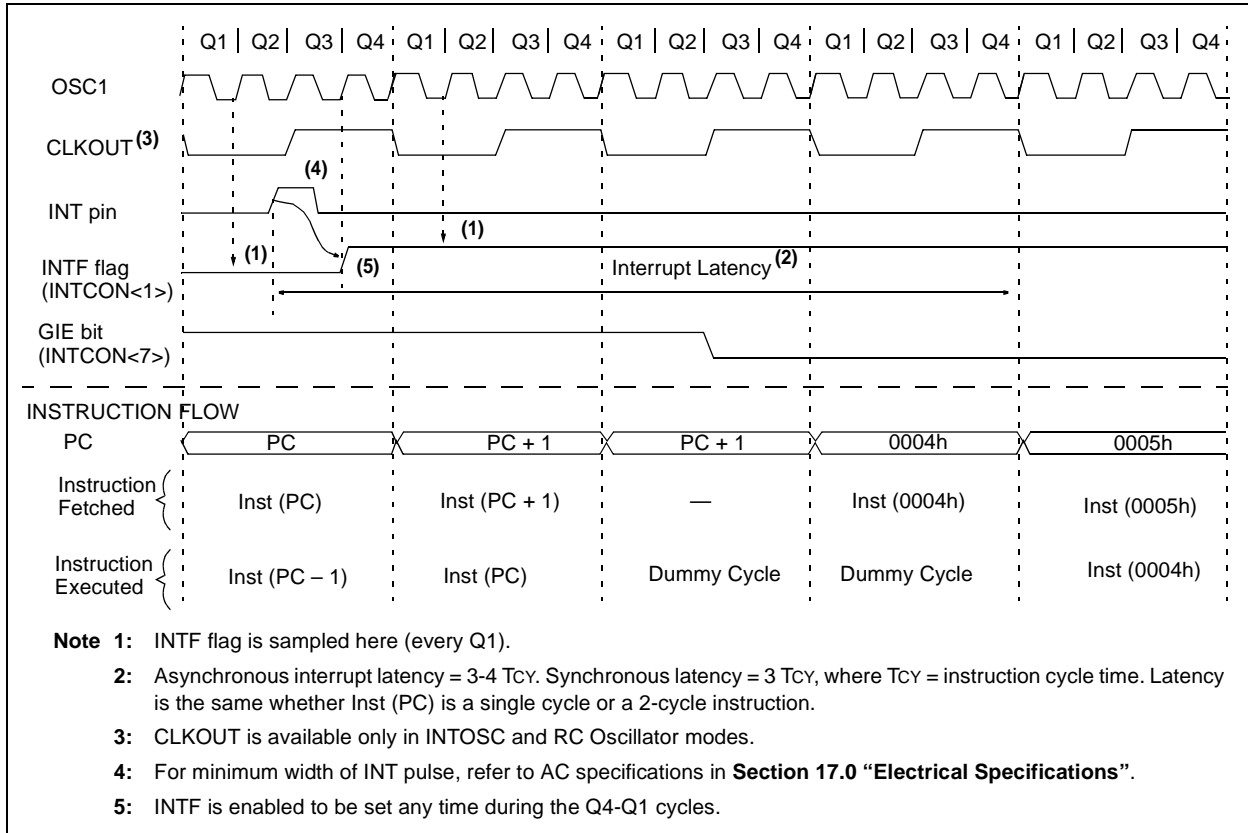 Q1 Q2 Q3 Q4 Q1 Q2 Q3 Q4 Q1 Q2 Q3 Q4 Q1 Q2 Q3 Q4 Q1 Q2 Q3 Q4
OSC1
CLKOUT (3)
(4)
INT pin
(1)
(1)
(5)
INTF flag
(INTCON<1>)
Interrupt Latency (2)
GIE bit
(INTCON<7>)
INSTRUCTION FLOW
PC PC PC + 1 PC + 1 0004h 0005h
Instruction
Fetched
Inst (PC) Inst (PC + 1) — Inst (0004h) Inst (0005h)
Instruction
Executed
Inst (PC – 1) Inst (PC) Dummy Cycle Dummy Cycle Inst (0004h)
Note 1: INTF flag is sampled here (every Q1).
2: Asynchronous interrupt latency = 3-4 TCY. Synchronous latency = 3 TCY, where TCY = instruction cycle time. Latency
is the same whether Inst (PC) is a single cycle or a 2-cycle instruction.
3: CLKOUT is available only in INTOSC and RC Oscillator modes.
4: For minimum width of INT pulse, refer to AC specifications in Section 17.0 “Electrical Specifications”.
5: INTF is enabled to be set any time during the Q4-Q1 cycles.